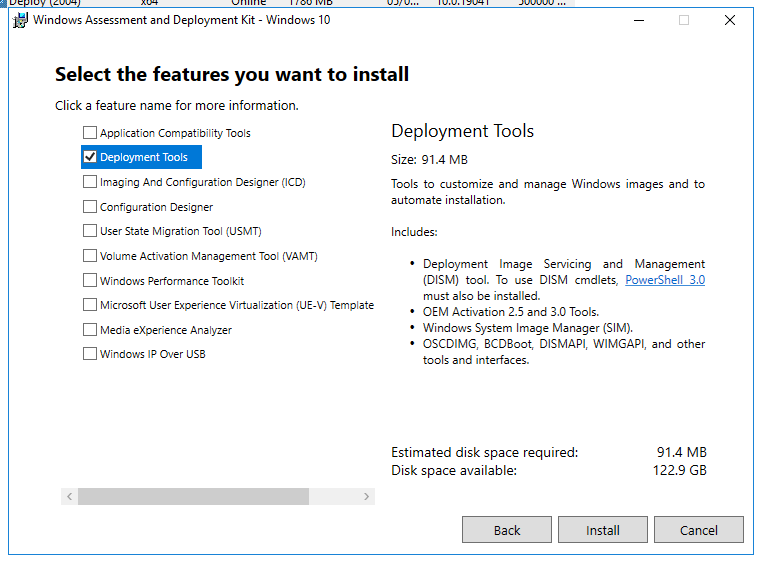 Deploy (2004) x64 Online 1786 MB 05/0... 10.0.19041 500000 ...
Windows Assessment and Deployment Kit - Windows 10
Select the features you want to install
Click a feature name for more information.
Application Compatibility Tools
Deployment Tools
Imaging And Configuration Designer (ICD)
Configuration Designer
User State Migration Tool (USMT)
Volume Activation Management Tool (VAMT)
Windows Performance Toolkit
Microsoft User Experience Virtualization (UE-V) Template
Media eXperience Analyzer
Windows IP Over USB
Deployment Tools
Size: 91.4 MB
Tools to customize and manage Windows images and to
automate installation.
Includes:
• Deployment Image Servicing and Management
(DISM) tool. To use DISM cmdlets, PowerShell 3.0
must also be installed.
• OEM Activation 2.5 and 3.0 Tools.
• Windows System Image Manager (SIM).
• OSCDIMG, BCDBoot, DISMAPI, WIMGAPI, and other
tools and interfaces.
Estimated disk space required: 91.4 MB
Disk space available: 122.9 GB
Back Install Cancel